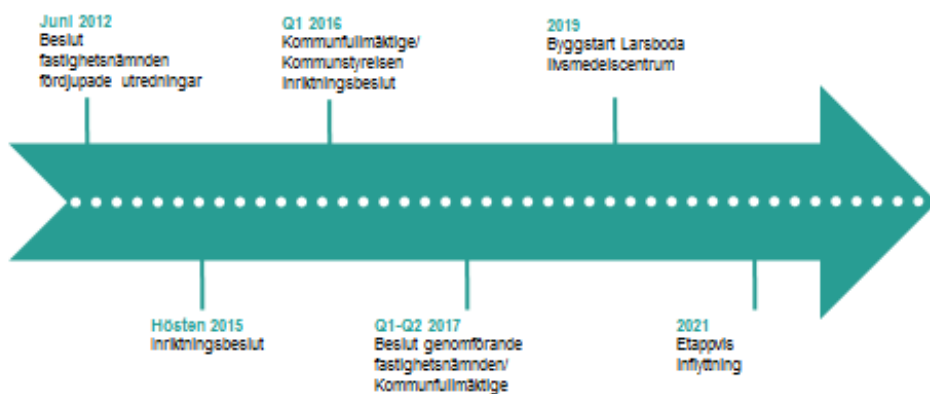 Juni 2012
Beslut
fastighetsnämnden
fördjupade utredningar
Q1 2016
Kommunfullmäktige/
Kommunstyrelsen
Inriktningsbeslut
2019
Byggstart Larsboda
livsmedelscentrum
Hösten 2015
Inriktningsbeslut
Q1-Q2 2017
Beslut genomförande
fastighetsnämnden/
Kommunfullmäktige
2021
Etappvis
Inflyttning